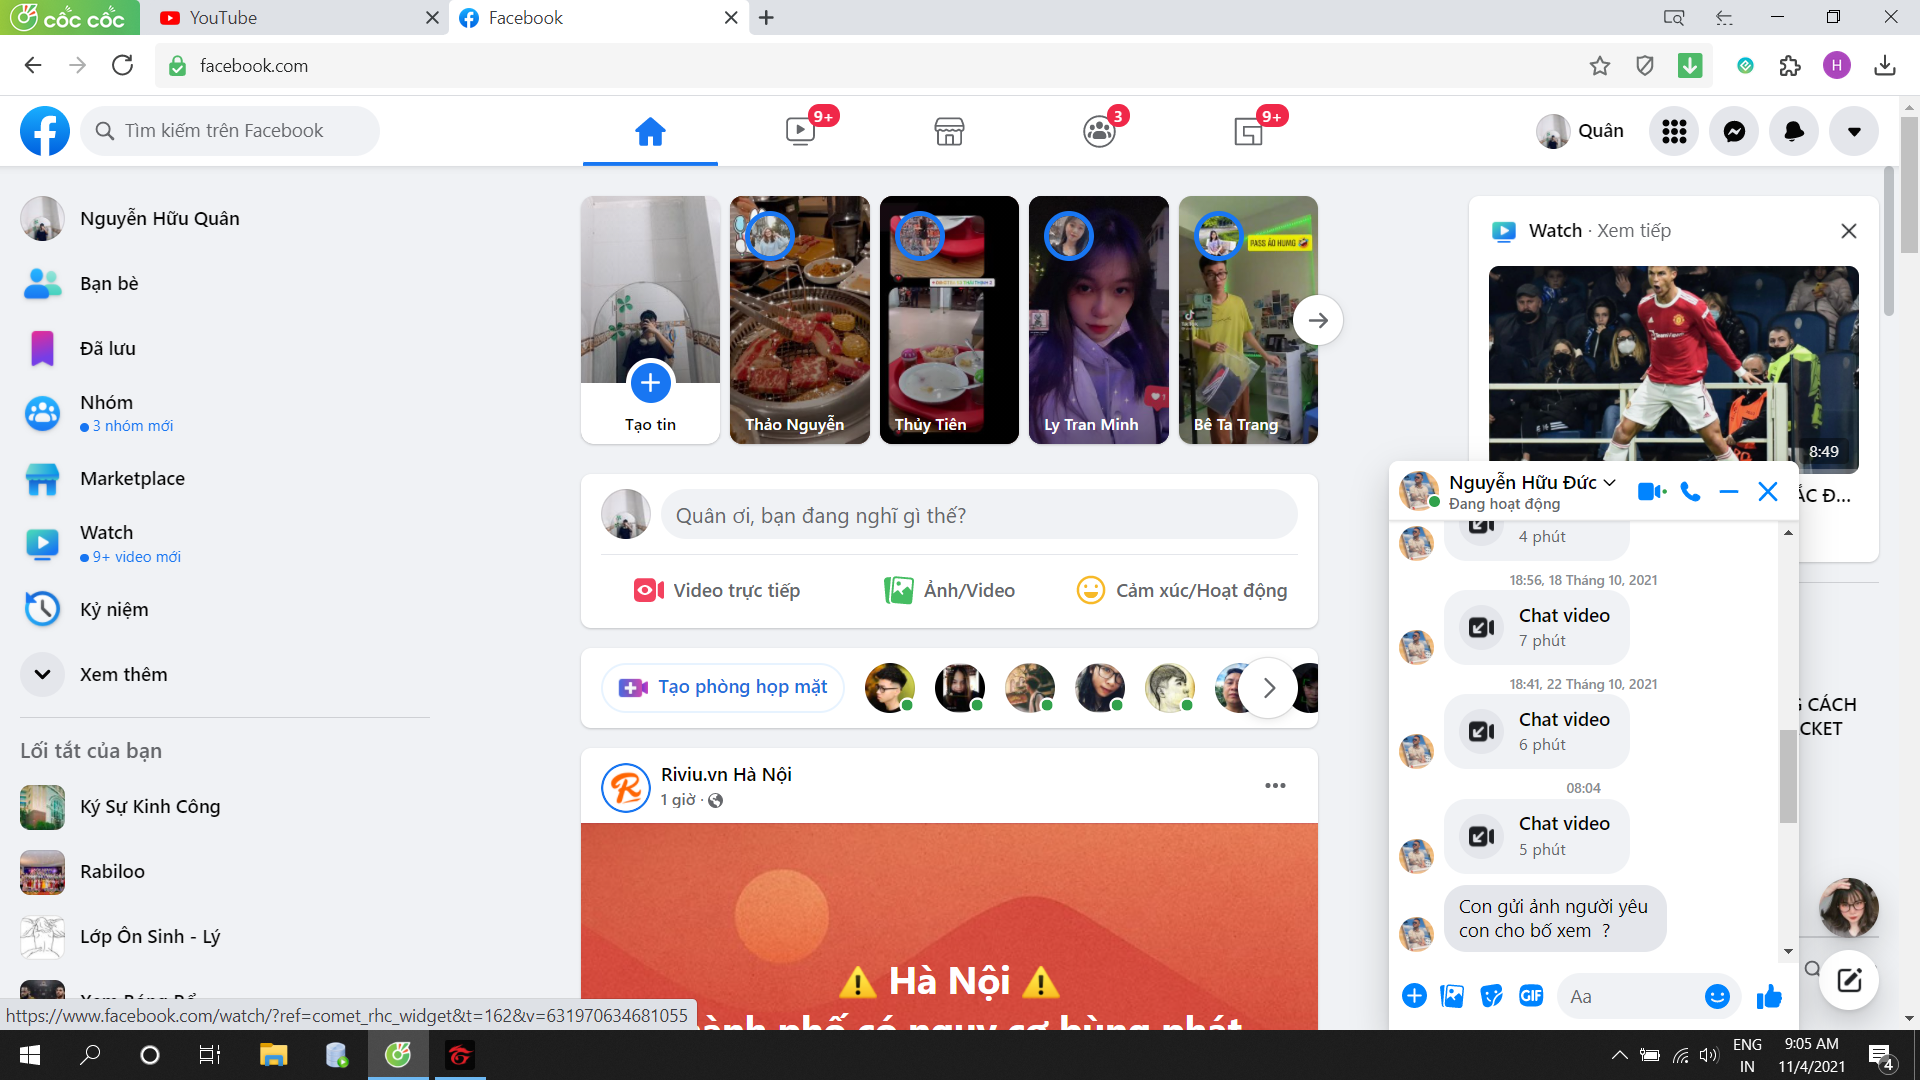 cốc cốc
YouTube
Facebook
facebook.com
H
Tìm kiếm trên Facebook
9+
3
9+
Quân
Nguyễn Hữu Quân
Bạn bè
Đã lưu
Nhóm
3 nhóm mới
Marketplace
Watch
9+ video mới
Kỷ niệm
Xem thêm
Lối tắt của bạn
Ký Sự Kinh Công
Rabiloo
Lớp Ôn Sinh - Lý
https://www.facebook.com/watch/?ref=comet_rhc_widget&t=162&v=631970634681055
Tạo tin
Thảo Nguyễn
Thủy Tiên
Ly Tran Minh
PASS ÁO HƯNG
Bê Ta Trang
Quân ơi, bạn đang nghĩ gì thế?
Video trực tiếp
Ảnh/Video
Cảm xúc/Hoạt động
Tạo phòng họp mặt
Riviu.vn Hà Nội
1 giờ ·
⚠️ Hà Nội ⚠️
Watch · Xem tiếp
8:49
ẮC Đ...
G CÁCH
CKET
Nguyễn Hữu Đức
Đang hoạt động
4 phút
18:56, 18 Tháng 10, 2021
Chat video
7 phút
18:41, 22 Tháng 10, 2021
Chat video
6 phút
08:04
Chat video
5 phút
Con gửi ảnh người yêu
con cho bố xem ?
GIF
Aa
ENG
IN
9:05 AM
11/4/2021
4